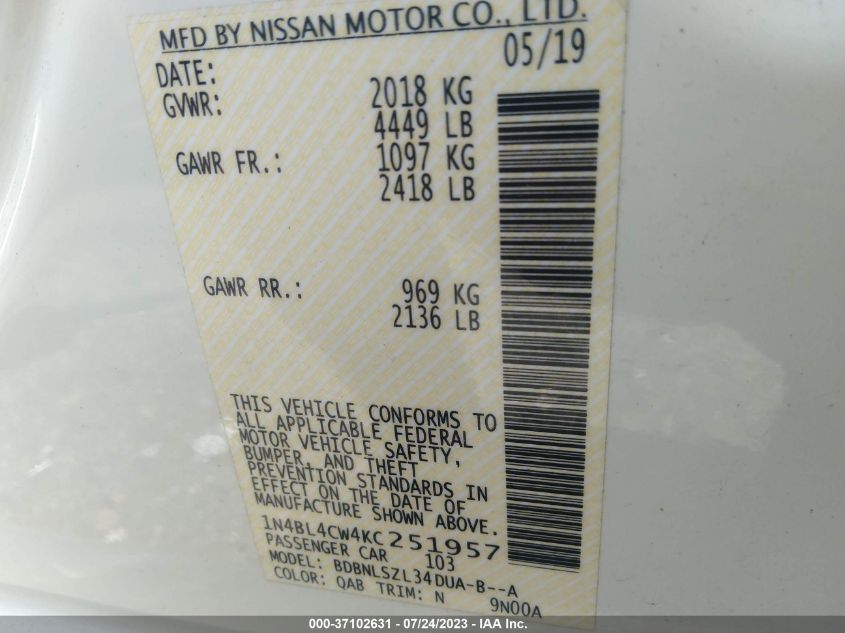 MFD BY NISSAN MOTOR CO., LTD.
DATE: 05/19
GVWR: 2018 KG
4449 LB
GAWR FR.: 1097 KG
2418 LB
GAWR RR.: 969 KG
2136 LB
THIS VEHICLE CONFORMS TO
ALL APPLICABLE FEDERAL
MOTOR VEHICLE SAFETY,
BUMPER, AND THEFT
PREVENTION STANDARDS IN
EFFECT ON THE DATE OF
MANUFACTURE SHOWN ABOVE.
1N4BL4CW4KC251957
PASSENGER CAR 103
MODEL: BDBNLSZL34DUA-B--A
COLOR: QAB TRIM: N 9N00A
000-37102631 - 07/24/2023 - IAA Inc.